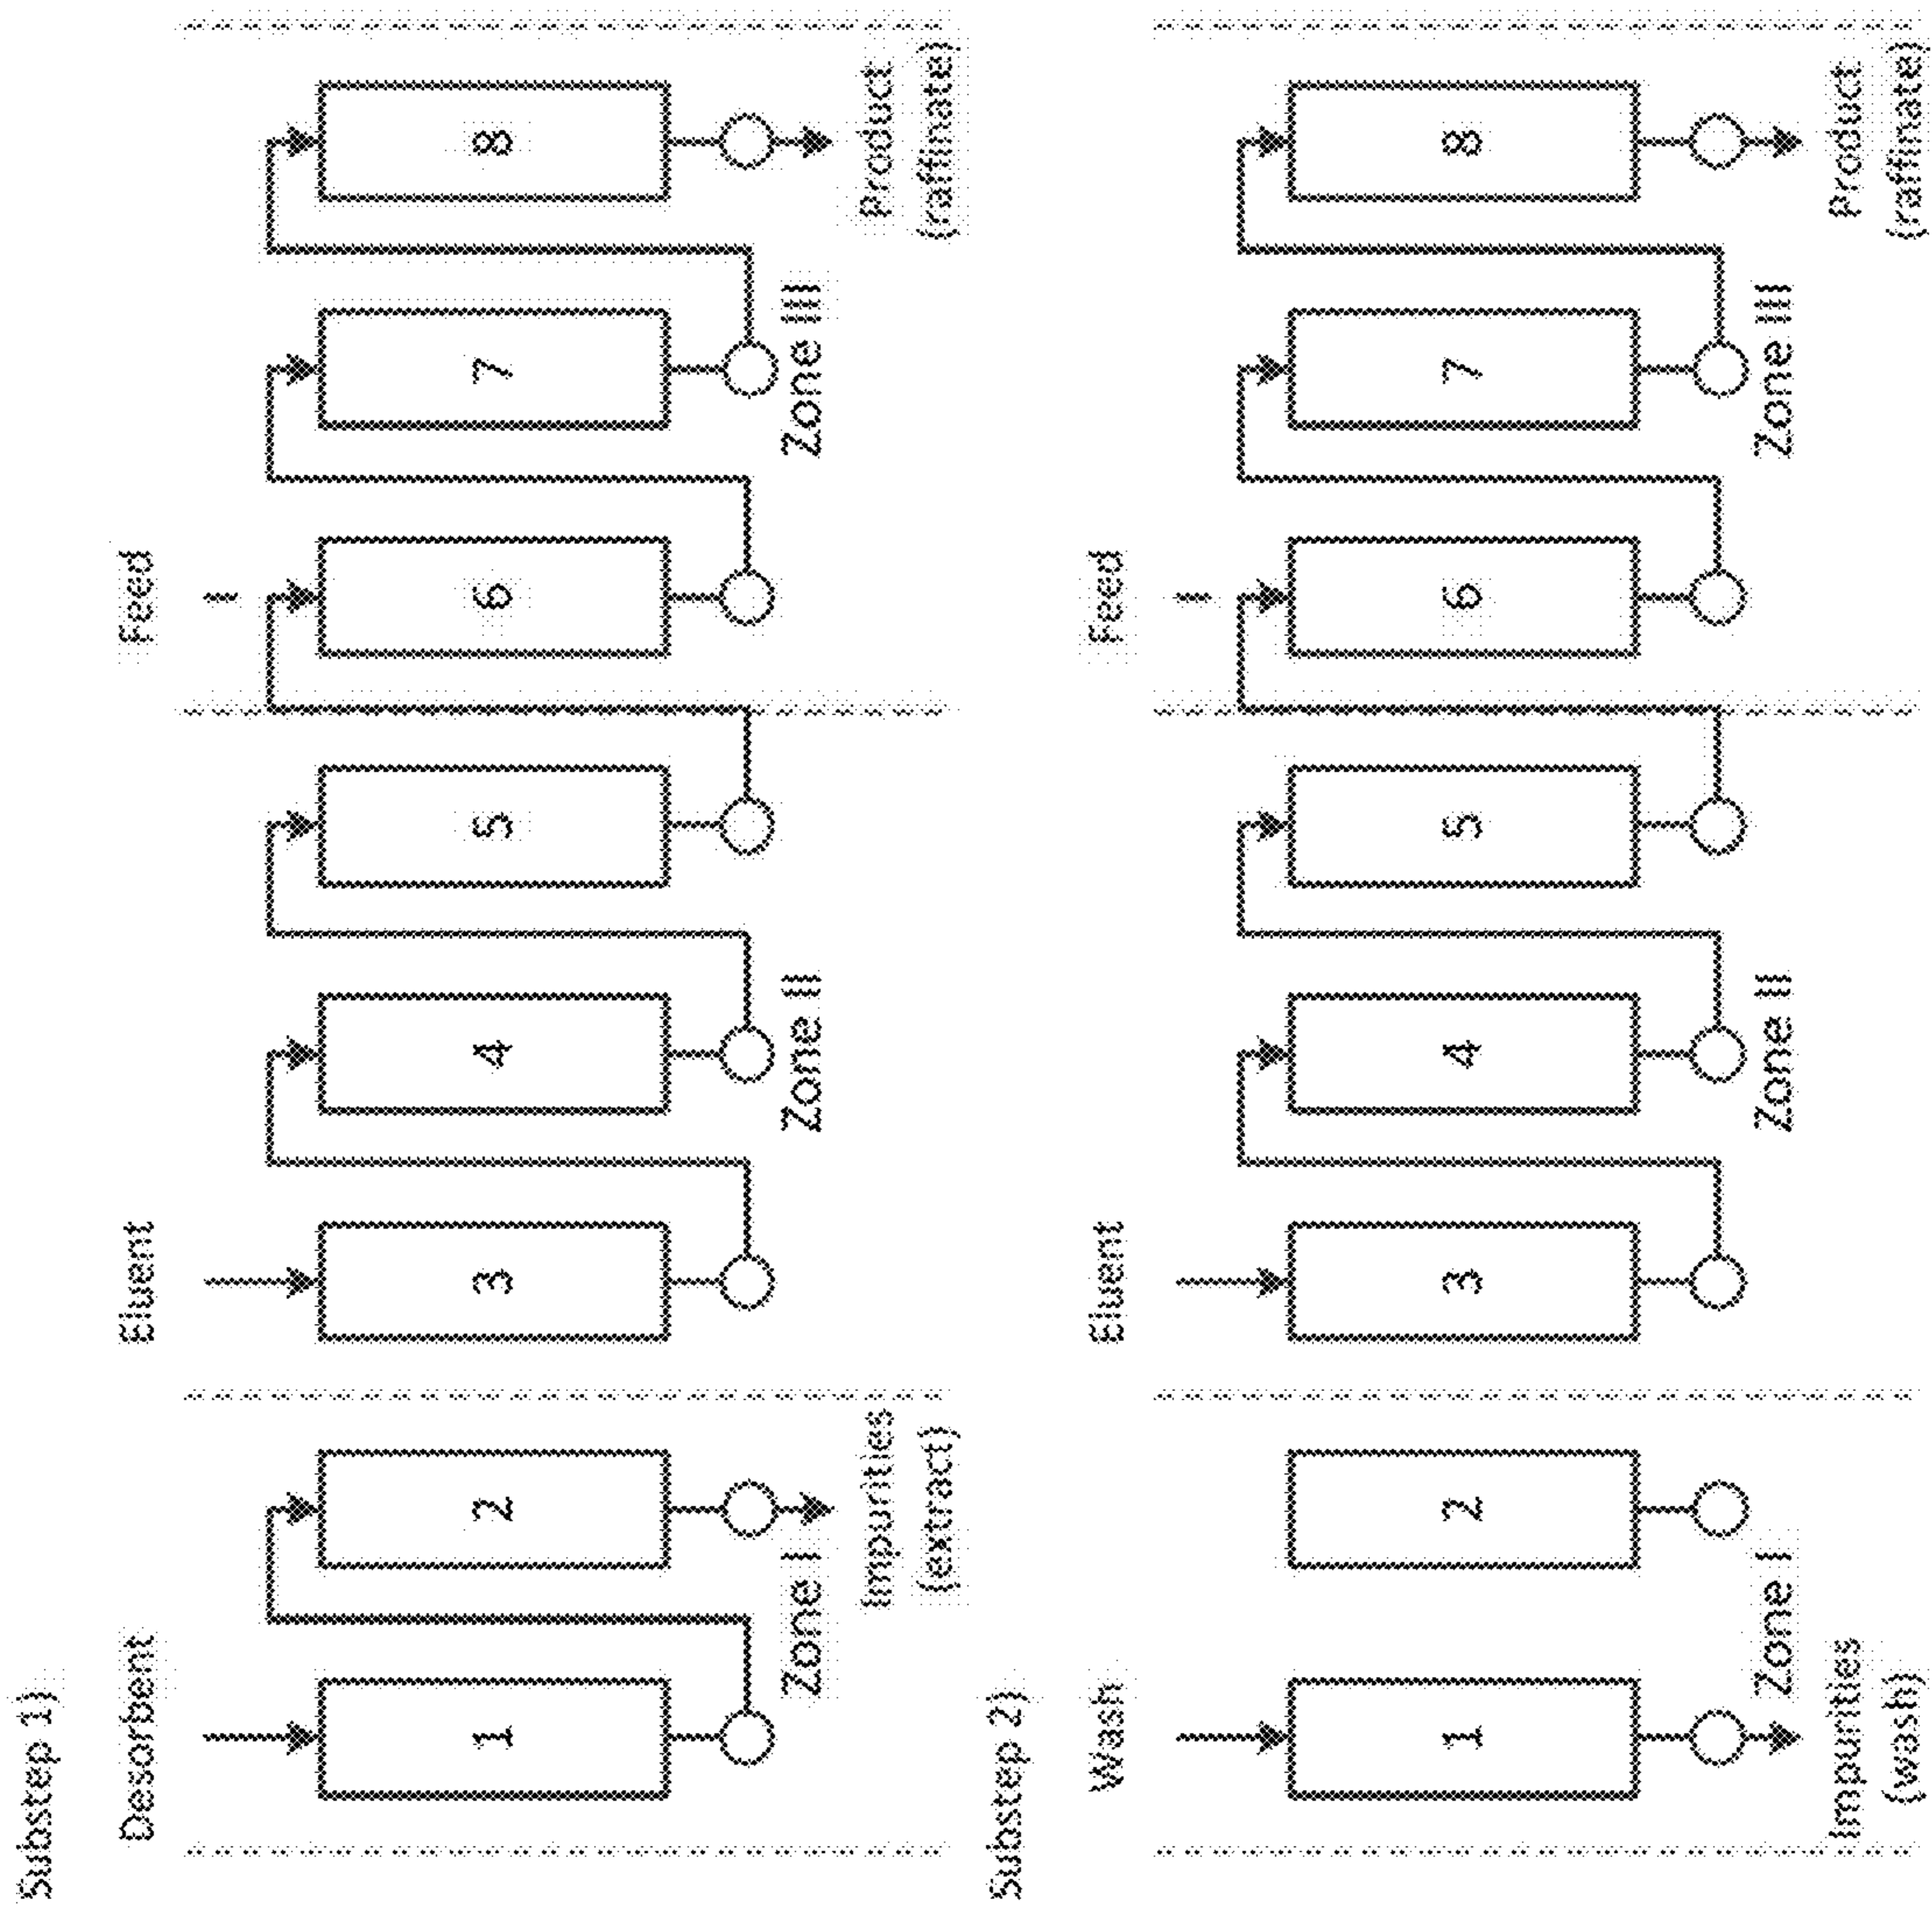 Substep 1)
Desorbent
Eluent
Feed
1
2
3
4
5
6
7
8
Zone I
Zone II
Zone III
Impurities
(extract)
Product
(raffinate)
Substep 2)
Wash
Eluent
Feed
1
2
3
4
5
6
7
8
Zone I
Zone II
Zone III
Impurities
(wash)
Product
(raffinate)